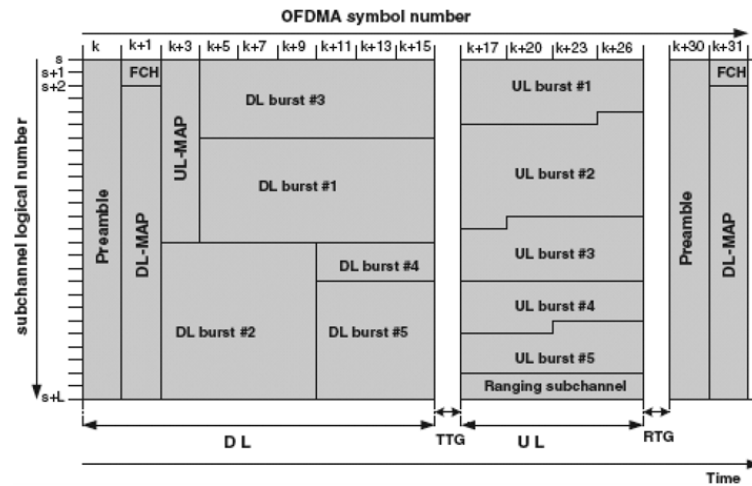 OFDMA symbol number
k k+1 k+3 k+5 k+7 k+9 k+11 k+13 k+15 k+17 k+20 k+23 k+26 k+30 k+31
s
s+1
s+2
s+L
subchannel logical number
Preamble
FCH
DL-MAP
UL-MAP
DL burst #3
DL burst #1
DL burst #2
DL burst #4
DL burst #5
UL burst #1
UL burst #2
UL burst #3
UL burst #4
UL burst #5
Ranging subchannel
Preamble
FCH
DL-MAP
DL TTG UL RTG
Time